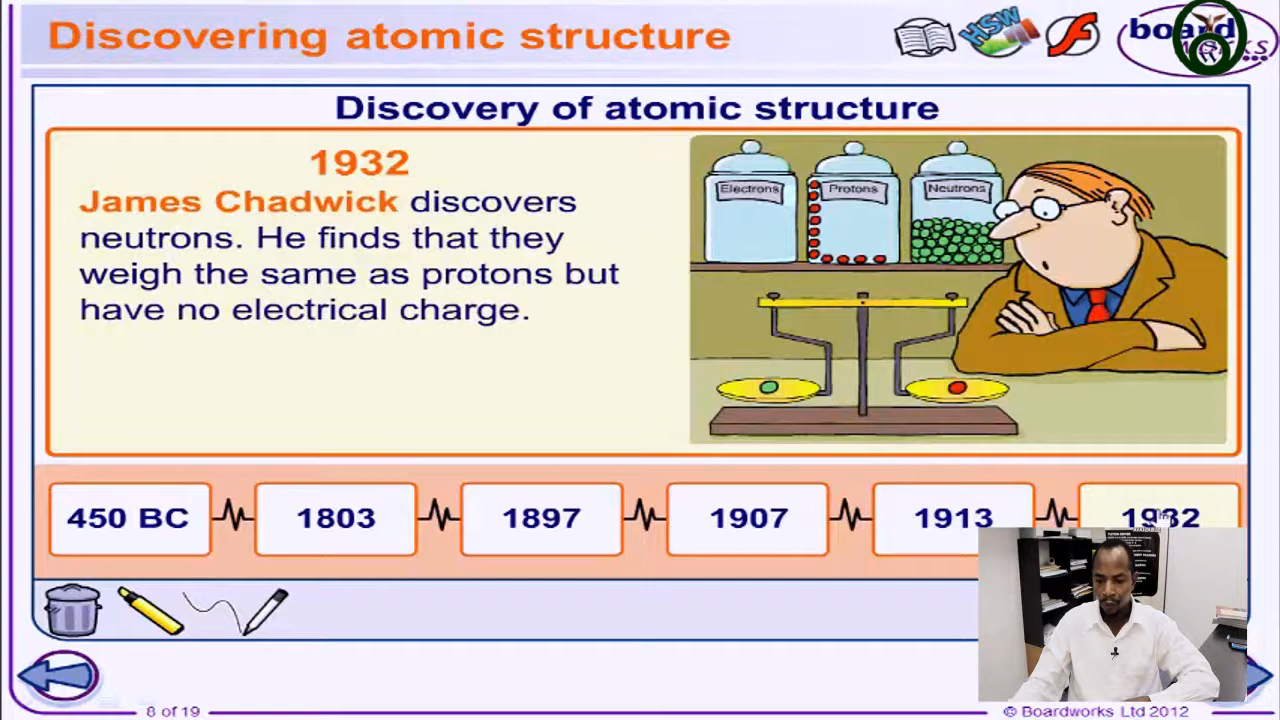 Discovering atomic structure
HSW
board
Discovery of atomic structure
1932
James Chadwick discovers
neutrons. He finds that they
weigh the same as protons but
have no electrical charge.
Electrons
Protons
Neutrons
450 BC
1803
1897
1907
1913
1932
8 of 19
© Boardworks Ltd 2012